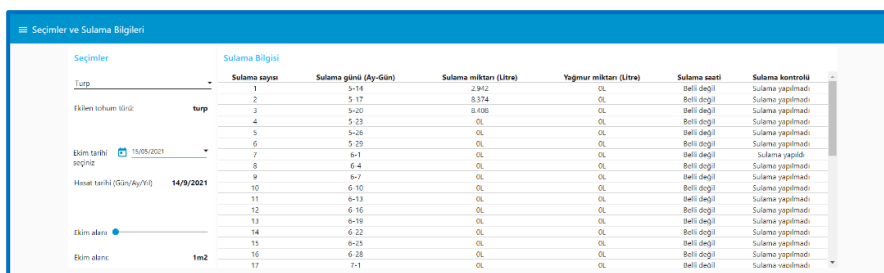 Seçimler ve Sulama Bilgileri
Seçimler
Turp
Ekilen tohum türü: turp
Ekim tarihi seçiniz 15/05/2021
Hasat tarihi (Gün/Ay/Yıl) 14/9/2021
Ekim alanı
Ekim alanı: 1m2
Sulama Bilgisi
Sulama sayısı Sulama günü (Ay-Gün) Sulama miktarı (Litre) Yağmur miktarı (Litre) Sulama saati Sulama kontrolü
1 5-14 2.942 0L Belli değil Sulama yapılmadı
2 5-17 8.374 0L Belli değil Sulama yapılmadı
3 5-20 8.408 0L Belli değil Sulama yapılmadı
4 5-23 0L 0L Belli değil Sulama yapılmadı
5 5-26 0L 0L Belli değil Sulama yapılmadı
6 5-29 0L 0L Belli değil Sulama yapılmadı
7 6-1 0L 0L Belli değil Sulama yapıldı
8 6-4 0L 0L Belli değil Sulama yapılmadı
9 6-7 0L 0L Belli değil Sulama yapılmadı
10 6-10 0L 0L Belli değil Sulama yapılmadı
11 6-13 0L 0L Belli değil Sulama yapılmadı
12 6-16 0L 0L Belli değil Sulama yapılmadı
13 6-19 0L 0L Belli değil Sulama yapılmadı
14 6-22 0L 0L Belli değil Sulama yapılmadı
15 6-25 0L 0L Belli değil Sulama yapılmadı
16 6-28 0L 0L Belli değil Sulama yapılmadı
17 7-1 0L 0L Belli değil Sulama yapılmadı